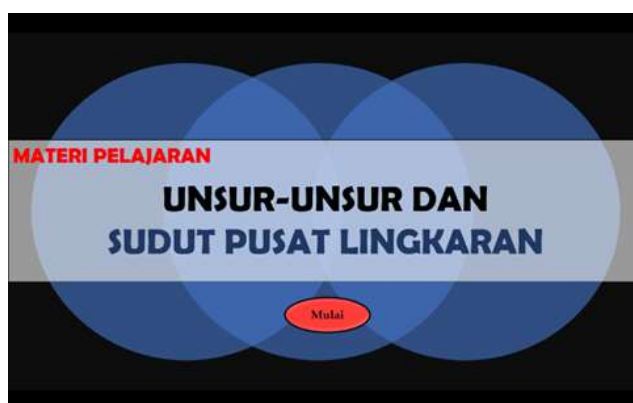 MATERI PELAJARAN
UNSUR-UNSUR DAN
SUDUT PUSAT LINGKARAN
Mulai